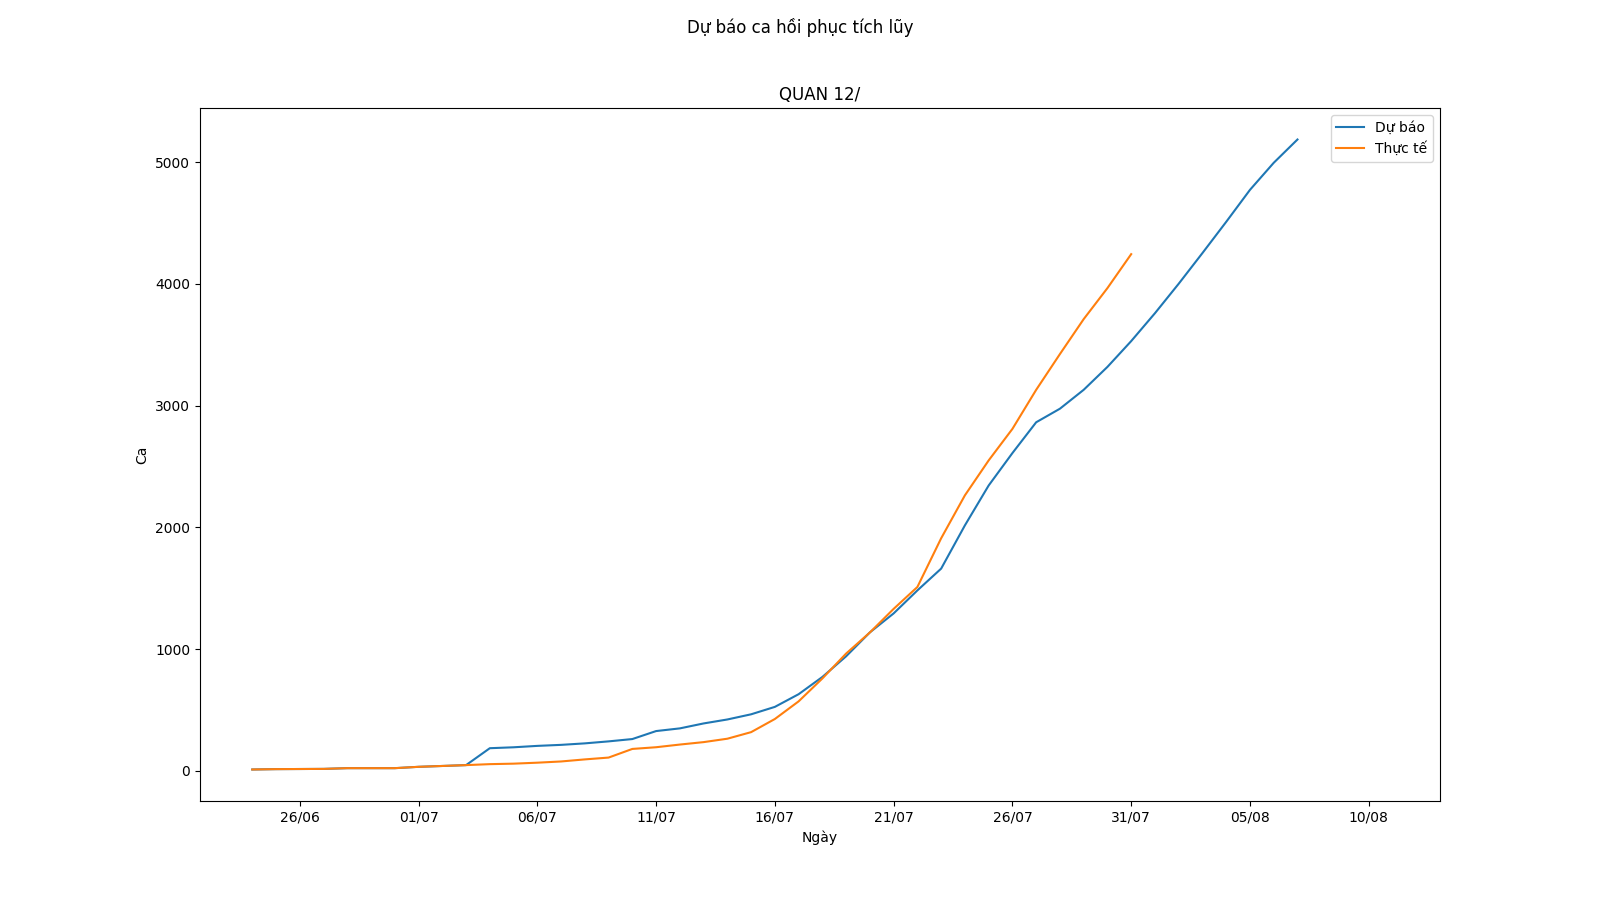 Dự báo ca hồi phục tích lũy
QUAN 12/
Dự báo
Thực tế
5000
4000
3000
2000
1000
0
Ca
26/06
01/07
06/07
11/07
16/07
21/07
26/07
31/07
05/08
10/08
Ngày